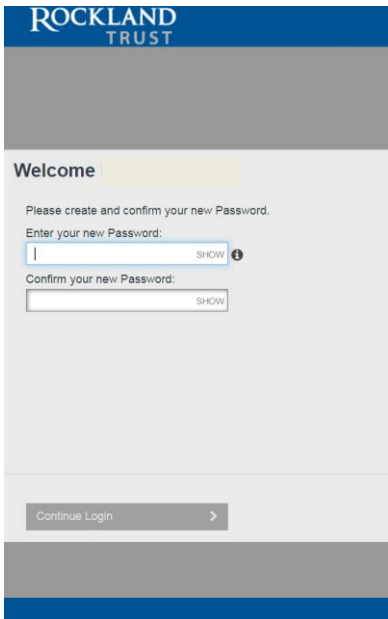 ROCKLAND
TRUST
Welcome
Please create and confirm your new Password.
Enter your new Password:
SHOW
Confirm your new Password:
SHOW
Continue Login